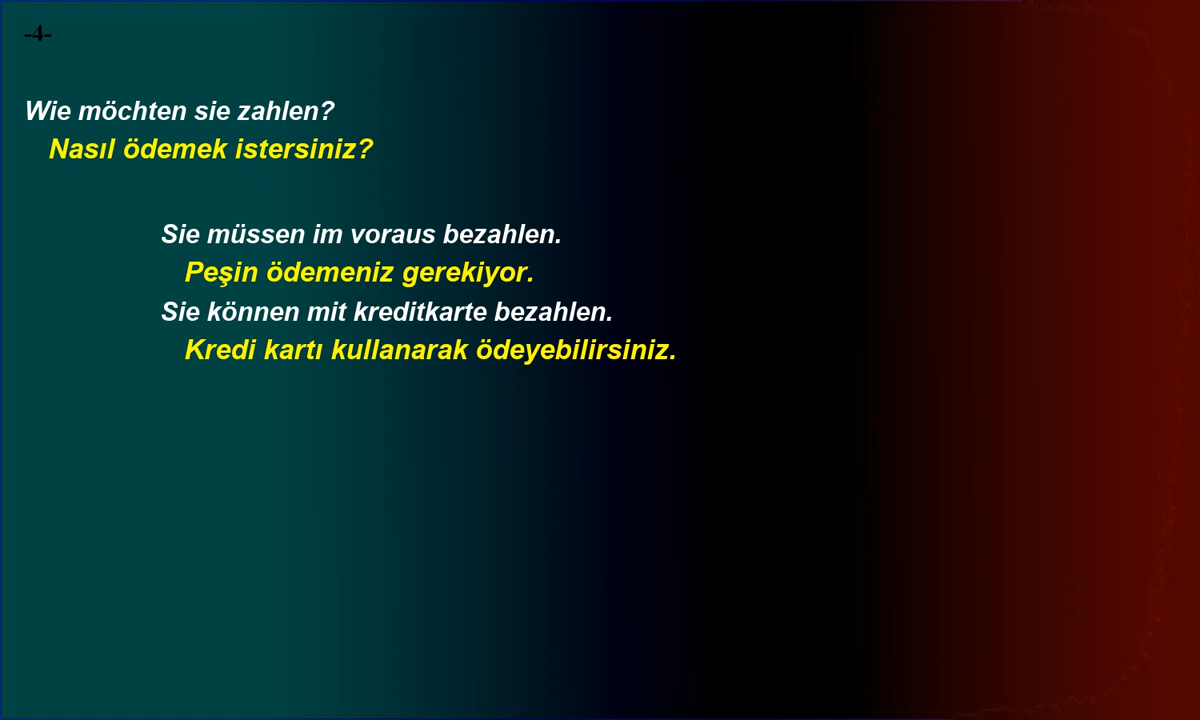 -4-
Wie möchten sie zahlen?
Nasıl ödemek istersiniz?
Sie müssen im voraus bezahlen.
Peşin ödemeniz gerekiyor.
Sie können mit kreditkarte bezahlen.
Kredi kartı kullanarak ödeyebilirsiniz.